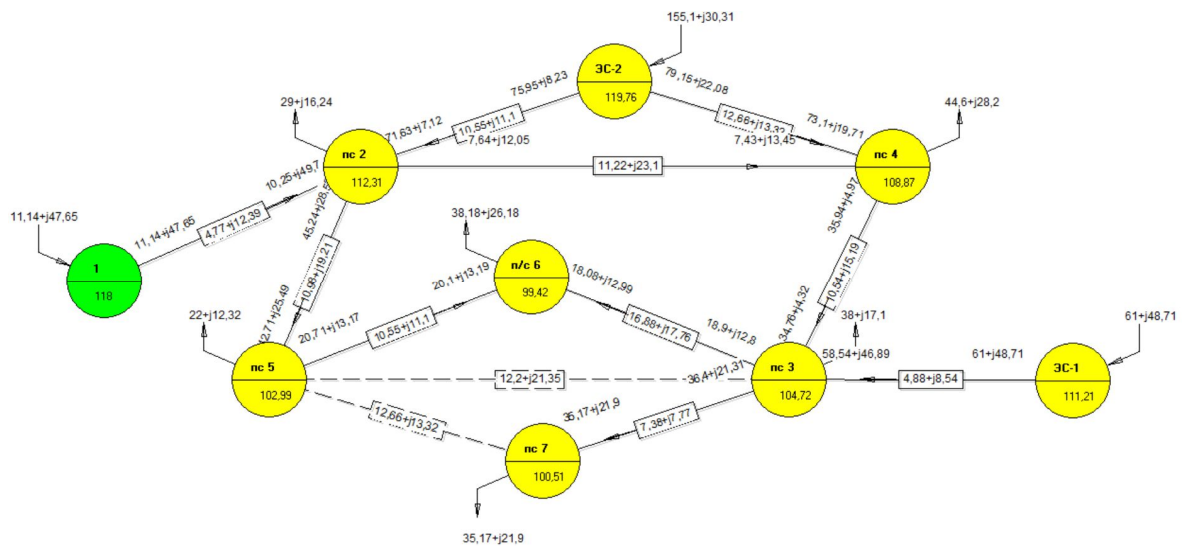 155,1+j30,31
ЭС-2
119,76
75,95+j8,23
79,16+j22,08
10,55+j11,1
12,66+j13,32
29+j16,24
71,63+j7,12
7,64+j12,05
7,43+j13,45
73,1+j19,71
44,6+j28,2
пс 2
112,31
11,22+j23,1
пс 4
108,87
10,25+j49,7
11,14+j47,65
11,14+j47,65
4,77+j12,39
1
118
45,24+j28,5
10,98+j19,21
42,71+j25,49
38,18+j26,18
п/с 6
99,42
20,1+j13,19
18,08+j12,99
35,94+j4,97
10,54+j15,19
34,76+j4,32
22+j12,32
20,71+j13,17
10,55+j11,1
16,88+j17,76
18,9+j12,8
38+j17,1
58,54+j46,89
61+j48,71
61+j48,71
пс 5
102,99
12,2+j21,35
36,4+j21,31
пс 3
104,72
4,88+j8,54
ЭС-1
111,21
12,66+j13,32
35,17+j21,9
7,38+j7,77
пс 7
100,51
35,17+j21,9